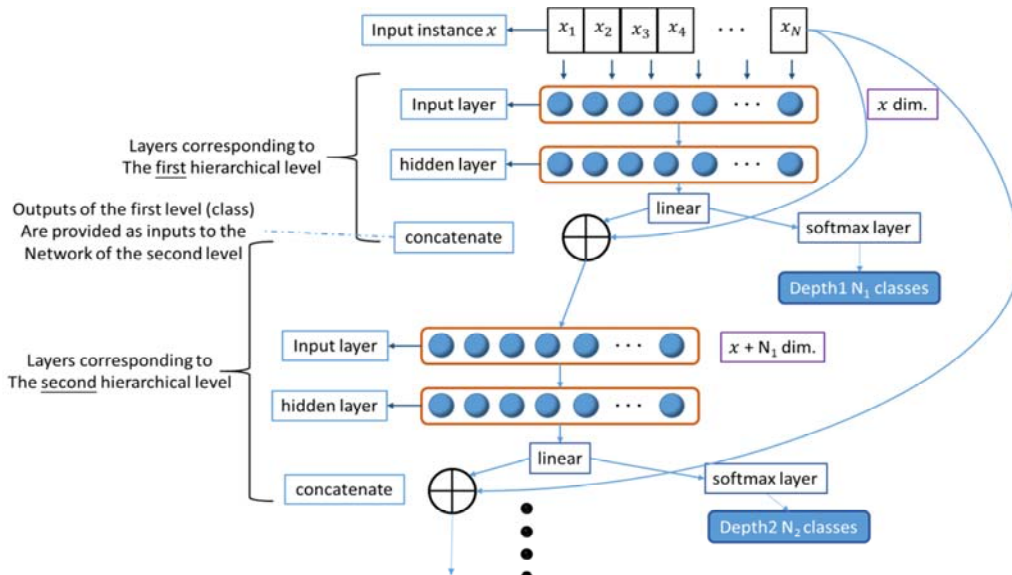 Input instance x
x₁ x₂ x₃ x₄ ... x_N
Input layer
x dim.
Layers corresponding to
The first hierarchical level
hidden layer
linear
Outputs of the first level (class)
Are provided as inputs to the
Network of the second level
concatenate
softmax layer
Depth1 N₁ classes
Input layer
x + N₁ dim.
Layers corresponding to
The second hierarchical level
hidden layer
linear
concatenate
softmax layer
Depth2 N₂ classes